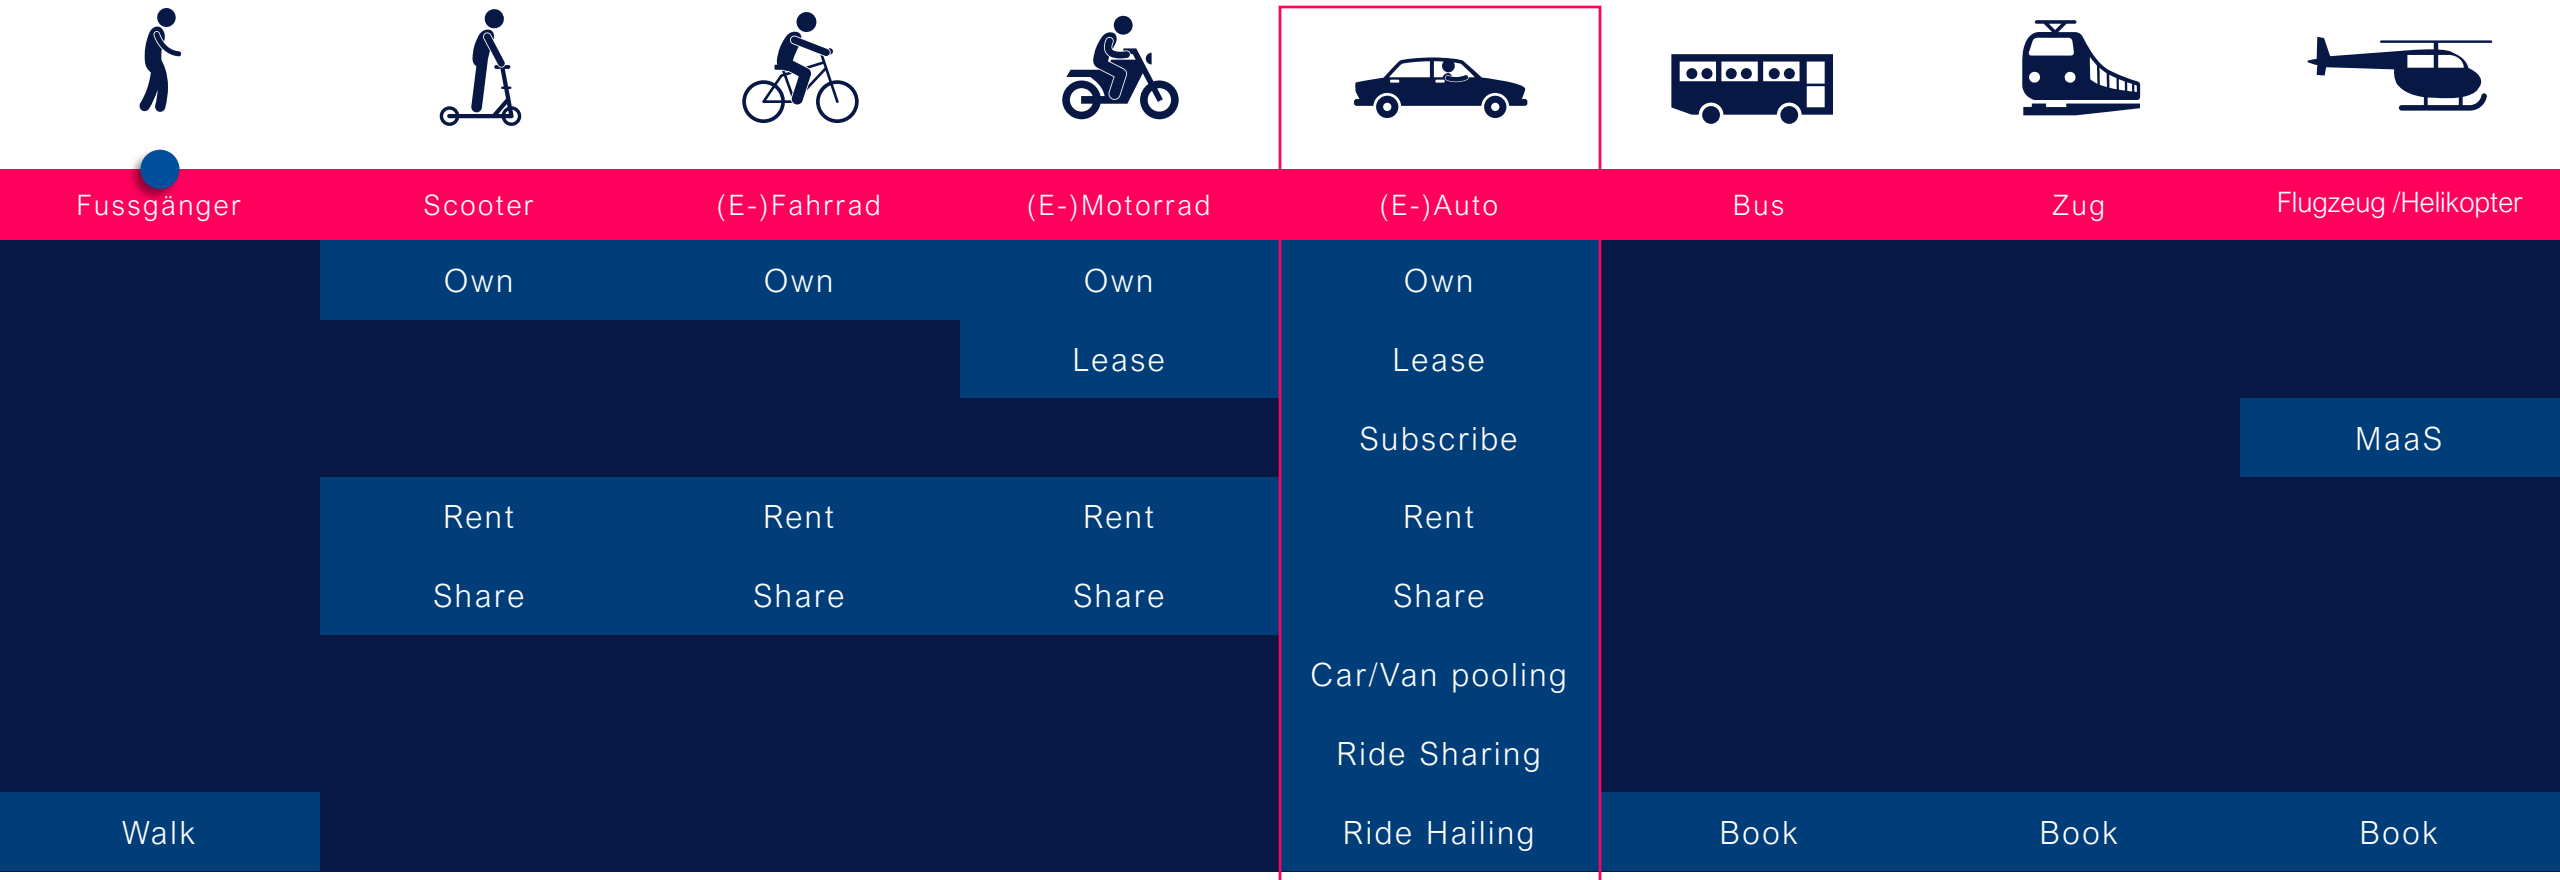 Fussgänger Scooter (E-)Fahrrad (E-)Motorrad (E-)Auto Bus Zug Flugzeug /Helikopter
Own Own Own Own
Lease Lease
Subscribe MaaS
Rent Rent Rent Rent
Share Share Share Share
Car/Van pooling
Ride Sharing
Walk Ride Hailing Book Book Book